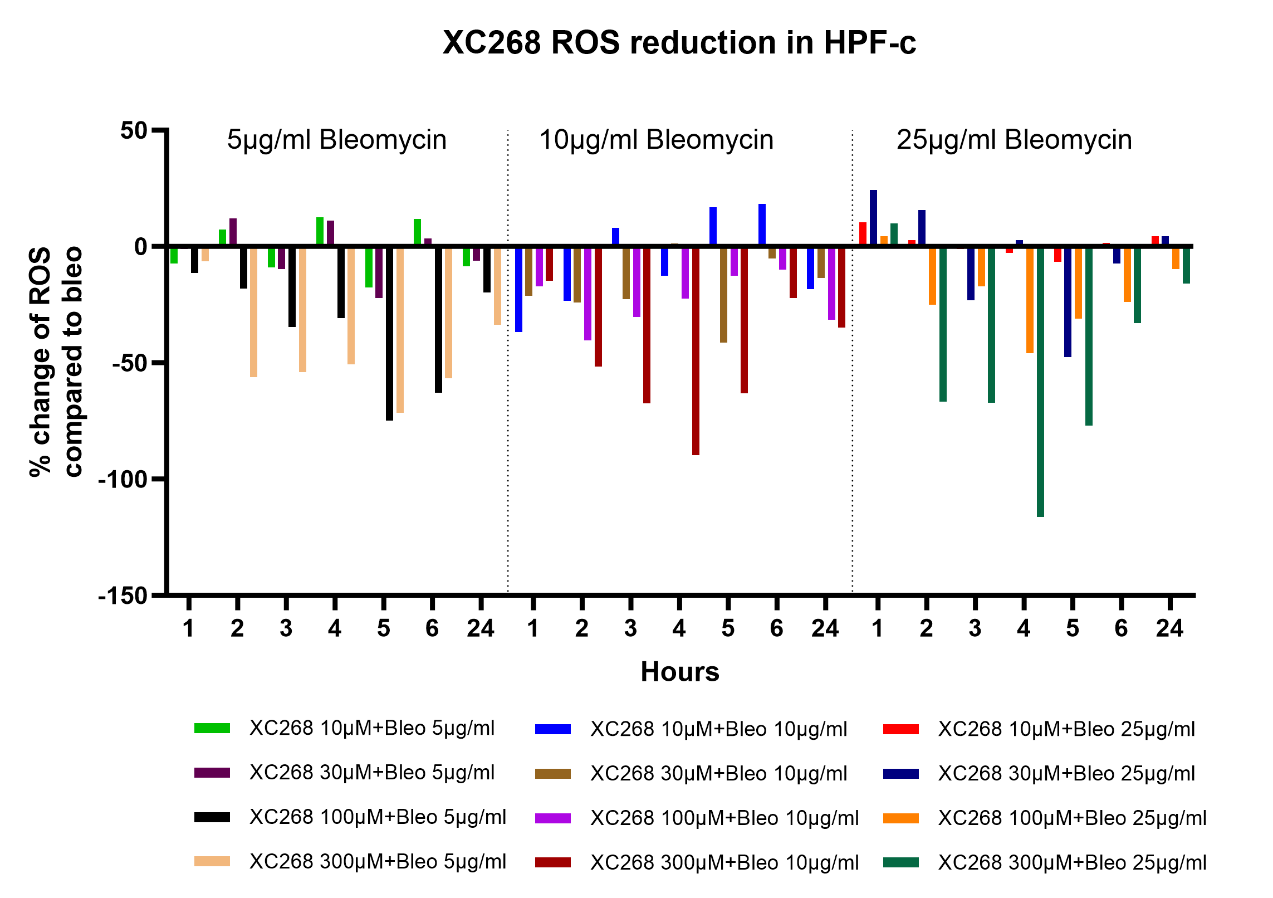 XC268 ROS reduction in HPF-c
5µg/ml Bleomycin
10µg/ml Bleomycin
25µg/ml Bleomycin
% change of ROS
compared to bleo
50
0
-50
-100
-150
1 2 3 4 5 6 24 1 2 3 4 5 6 24 1 2 3 4 5 6 24
Hours
XC268 10µM+Bleo 5µg/ml
XC268 30µM+Bleo 5µg/ml
XC268 100µM+Bleo 5µg/ml
XC268 300µM+Bleo 5µg/ml
XC268 10µM+Bleo 10µg/ml
XC268 30µM+Bleo 10µg/ml
XC268 100µM+Bleo 10µg/ml
XC268 300µM+Bleo 10µg/ml
XC268 10µM+Bleo 25µg/ml
XC268 30µM+Bleo 25µg/ml
XC268 100µM+Bleo 25µg/ml
XC268 300µM+Bleo 25µg/ml